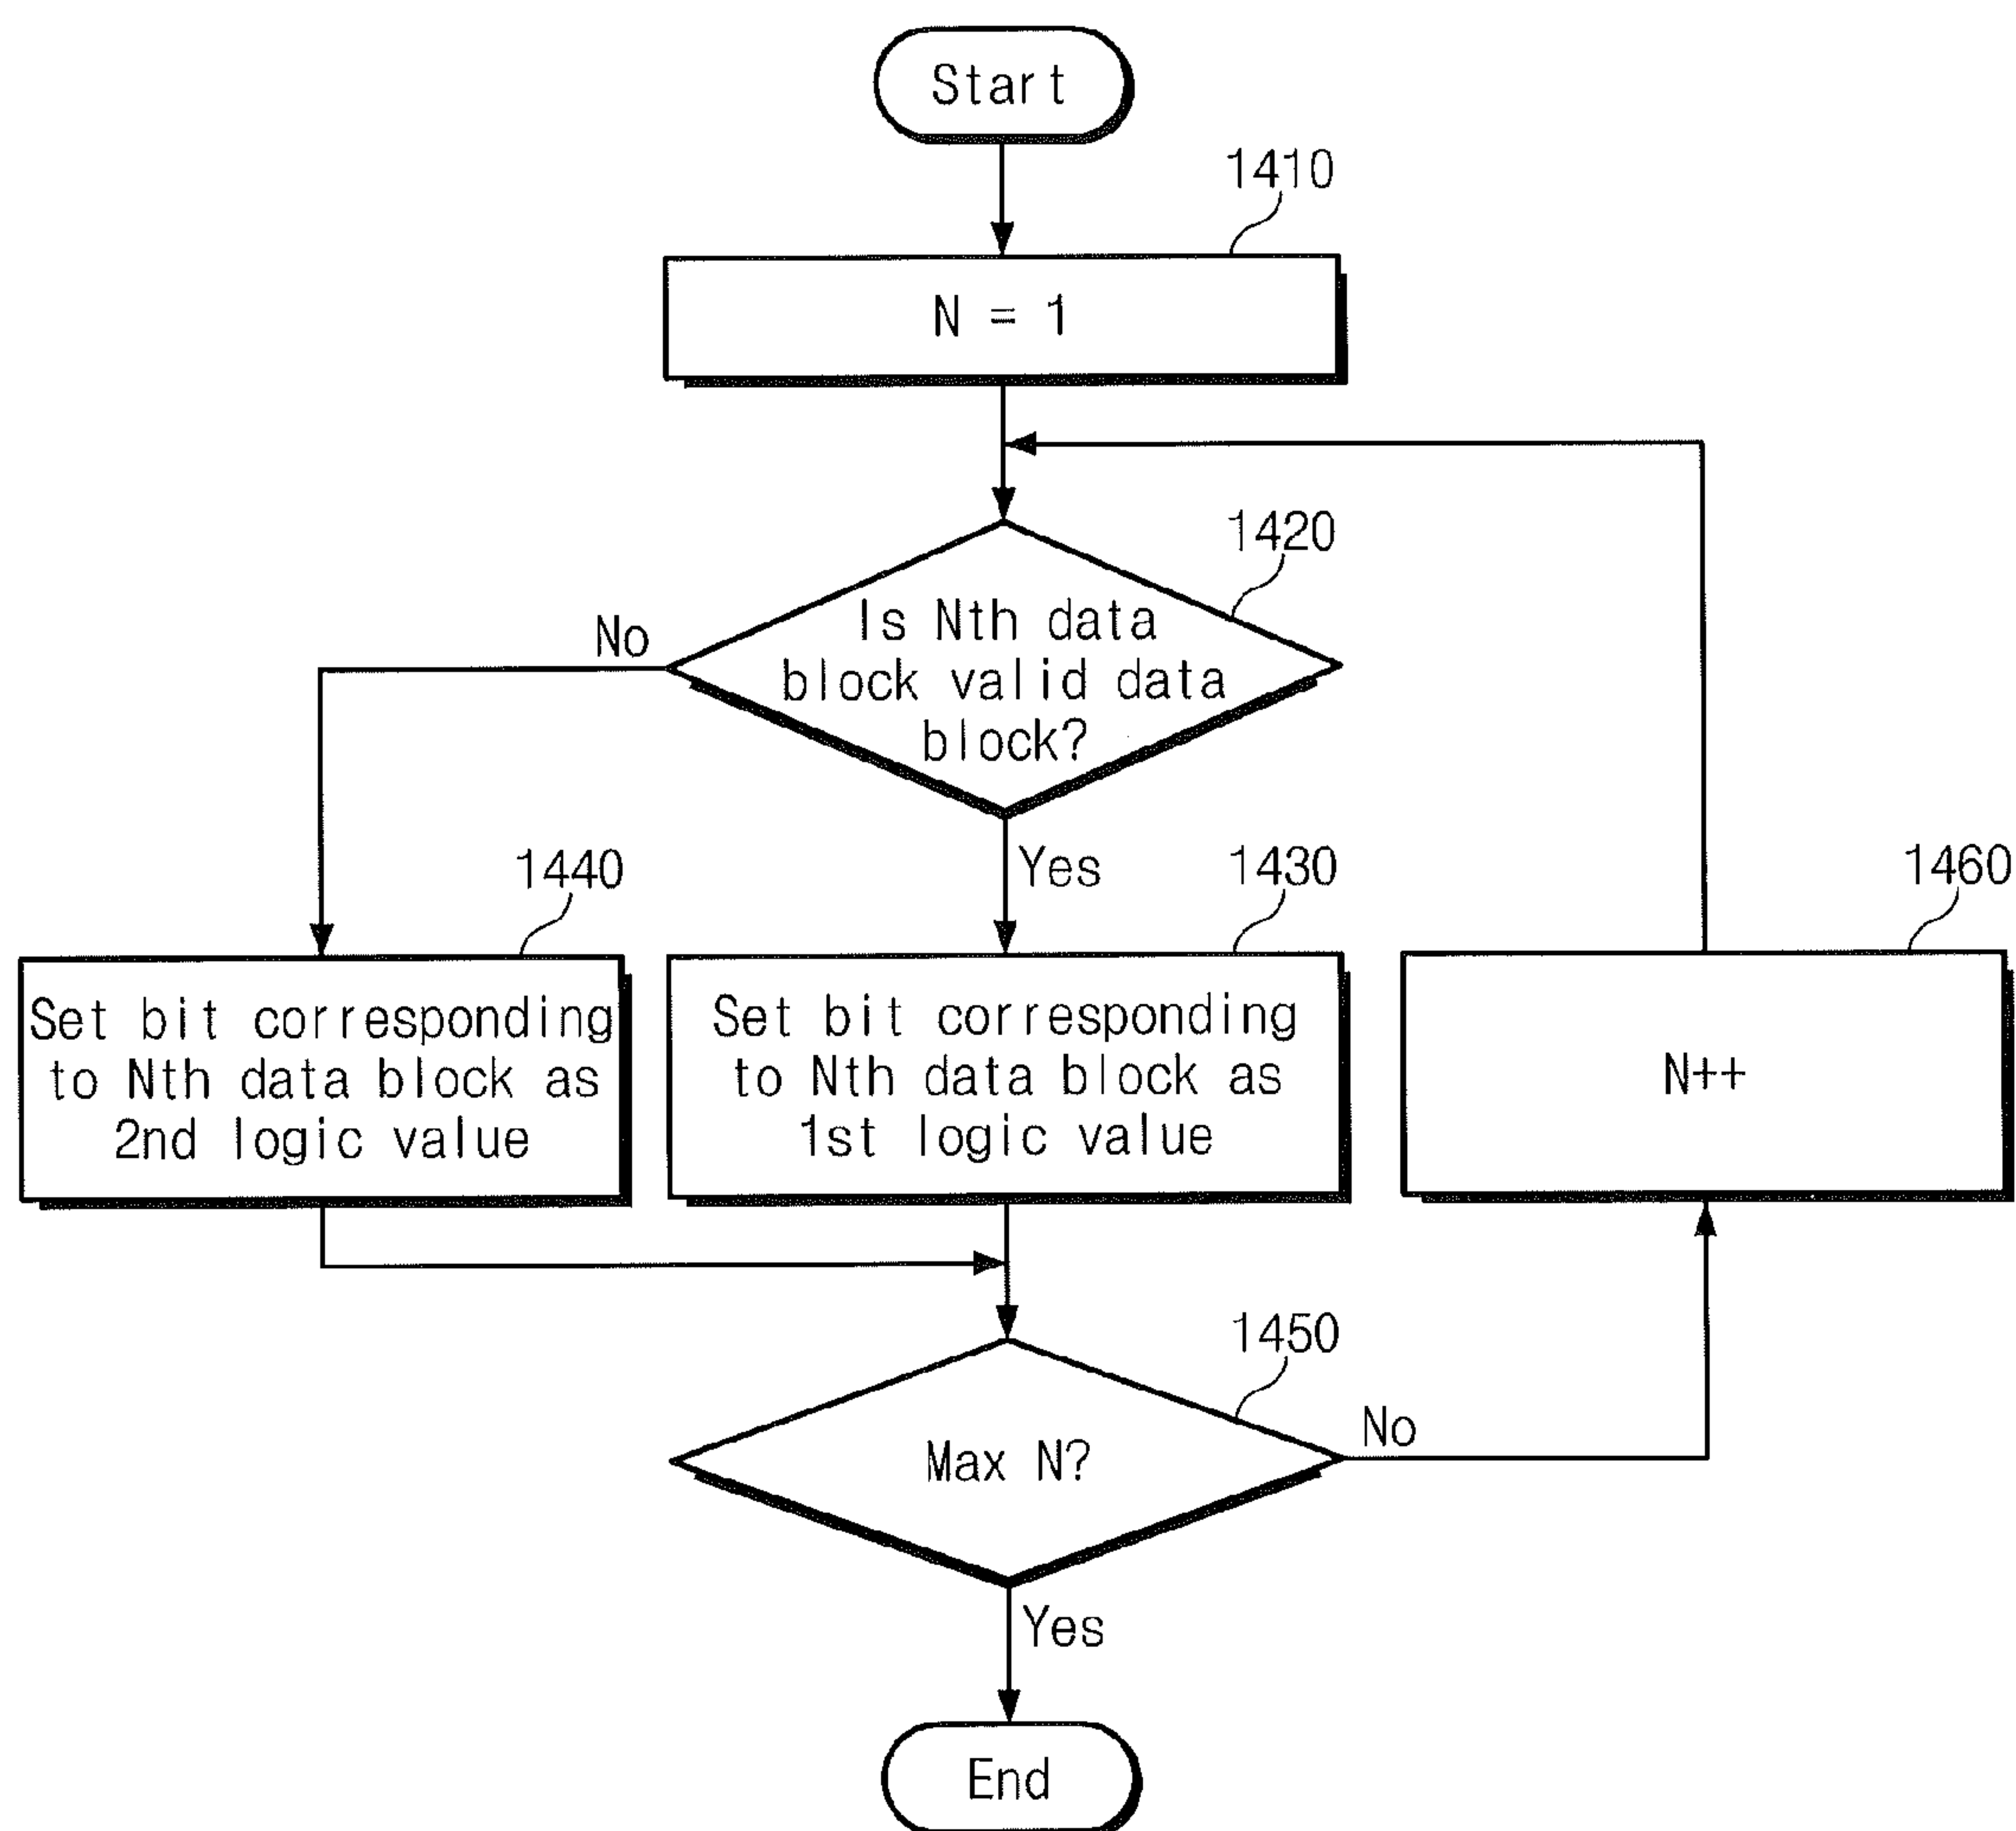 Start
1410
N = 1
1420
Is Nth data
block valid data
block?
No
Yes
1440
1430
1460
Set bit corresponding
to Nth data block as
2nd logic value
Set bit corresponding
to Nth data block as
1st logic value
N++
1450
Max N?
No
Yes
End